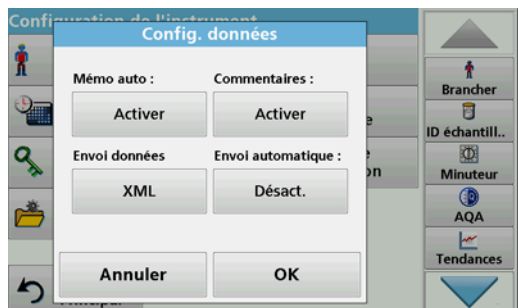 Configuration de l'instrument
Config. données
Mémo auto :
Commentaires :
Activer
Activer
Envoi données
Envoi automatique :
XML
Désact.
Annuler
OK
Brancher
ID échantill..
Minuteur
AQA
Tendances